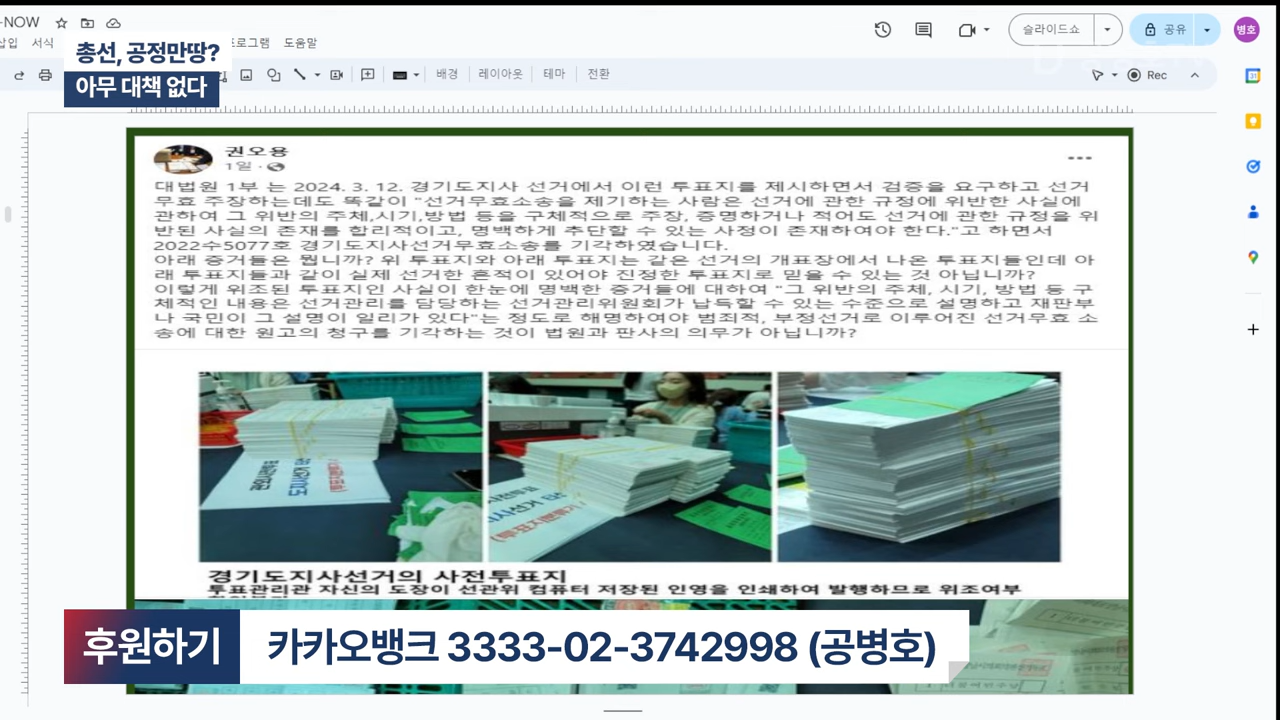 -NOW
삽입 서식
도움말
총선, 공정만땅?
아무 대책 없다
슬라이드쇼
공유
병호
배경 레이아웃 테마 전환
Rec
31
권오용
1일
대법원 1부 는 2024. 3. 12. 경기도지사 선거에서 이런 투표지를 제시하면서 검증을 요구하고 선거
무효 주장하는데도 똑같이 "선거무효소송을 제기하는 사람은 선거에 관한 규정에 위반한 사실에
관하여 그 위반의 주체,시기,방법 등을 구체적으로 주장, 증명하거나 적어도 선거에 관한 규정을 위
반된 사실의 존재를 합리적이고, 명백하게 추단할 수 있는 사정이 존재하여야 한다."고 하면서
2022수5077호 경기도지사선거무효소송를 기각하였습니다.
아래 증거들은 뭡니까? 위 투표지와 아래 투표지는 같은 선거의 개표장에서 나온 투표지들인데 아
래 투표지들과 같이 실제 선거한 흔적이 있어야 진정한 투표지로 믿을 수 있는 것 아닙니까?
이렇게 위조된 투표지인 사실이 한눈에 명백한 증거들에 대하여 "그 위반의 주체, 시기, 방법 등 구
체적인 내용은 선거관리를 담당하는 선거관리위원회가 납득할 수 있는 수준으로 설명하고 재판부
나 국민이 그 설명이 일리가 있다"는 정도로 해명하여야 범죄적, 부정선거로 이루어진 선거무효 소
송에 대한 원고의 청구를 기각하는 것이 법원과 판사의 의무가 아닙니까?
경기도지사선거의 사전투표지
투표관리관 자신의 도장이 선관위 컴퓨터 저장된 인영을 인쇄하여 발행하므로 위조여부
후원하기
카카오뱅크 3333-02-3742998 (공병호)